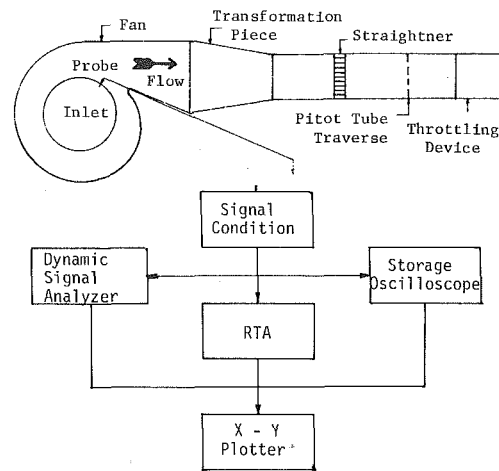 Fan
Transformation
Piece
Straightner
Probe
Flow
Inlet
Pitot Tube
Traverse
Throttling
Device
Signal
Condition
Dynamic
Signal
Analyzer
Storage
Oscilloscope
RTA
X - Y
Plotter